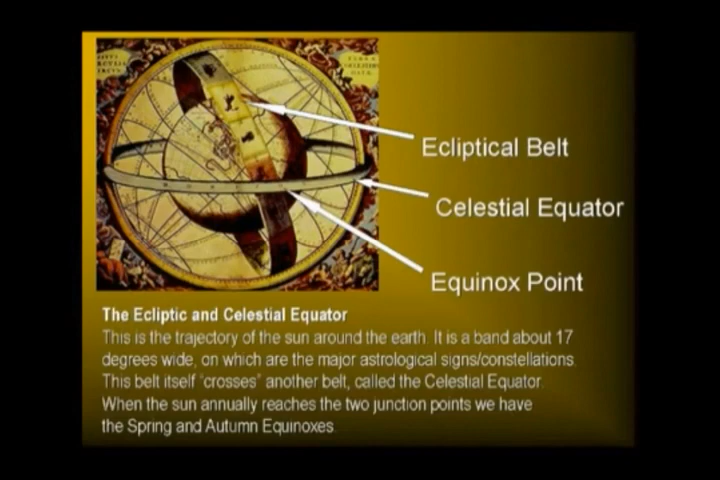 Ecliptical Belt
Celestial Equator
Equinox Point
The Ecliptic and Celestial Equator
This is the trajectory of the sun around the earth. It is a band about 17
degrees wide, on which are the major astrological signs/constellations.
This belt itself "crosses" another belt, called the Celestial Equator.
When the sun annually reaches the two junction points we have
the Spring and Autumn Equinoxes.